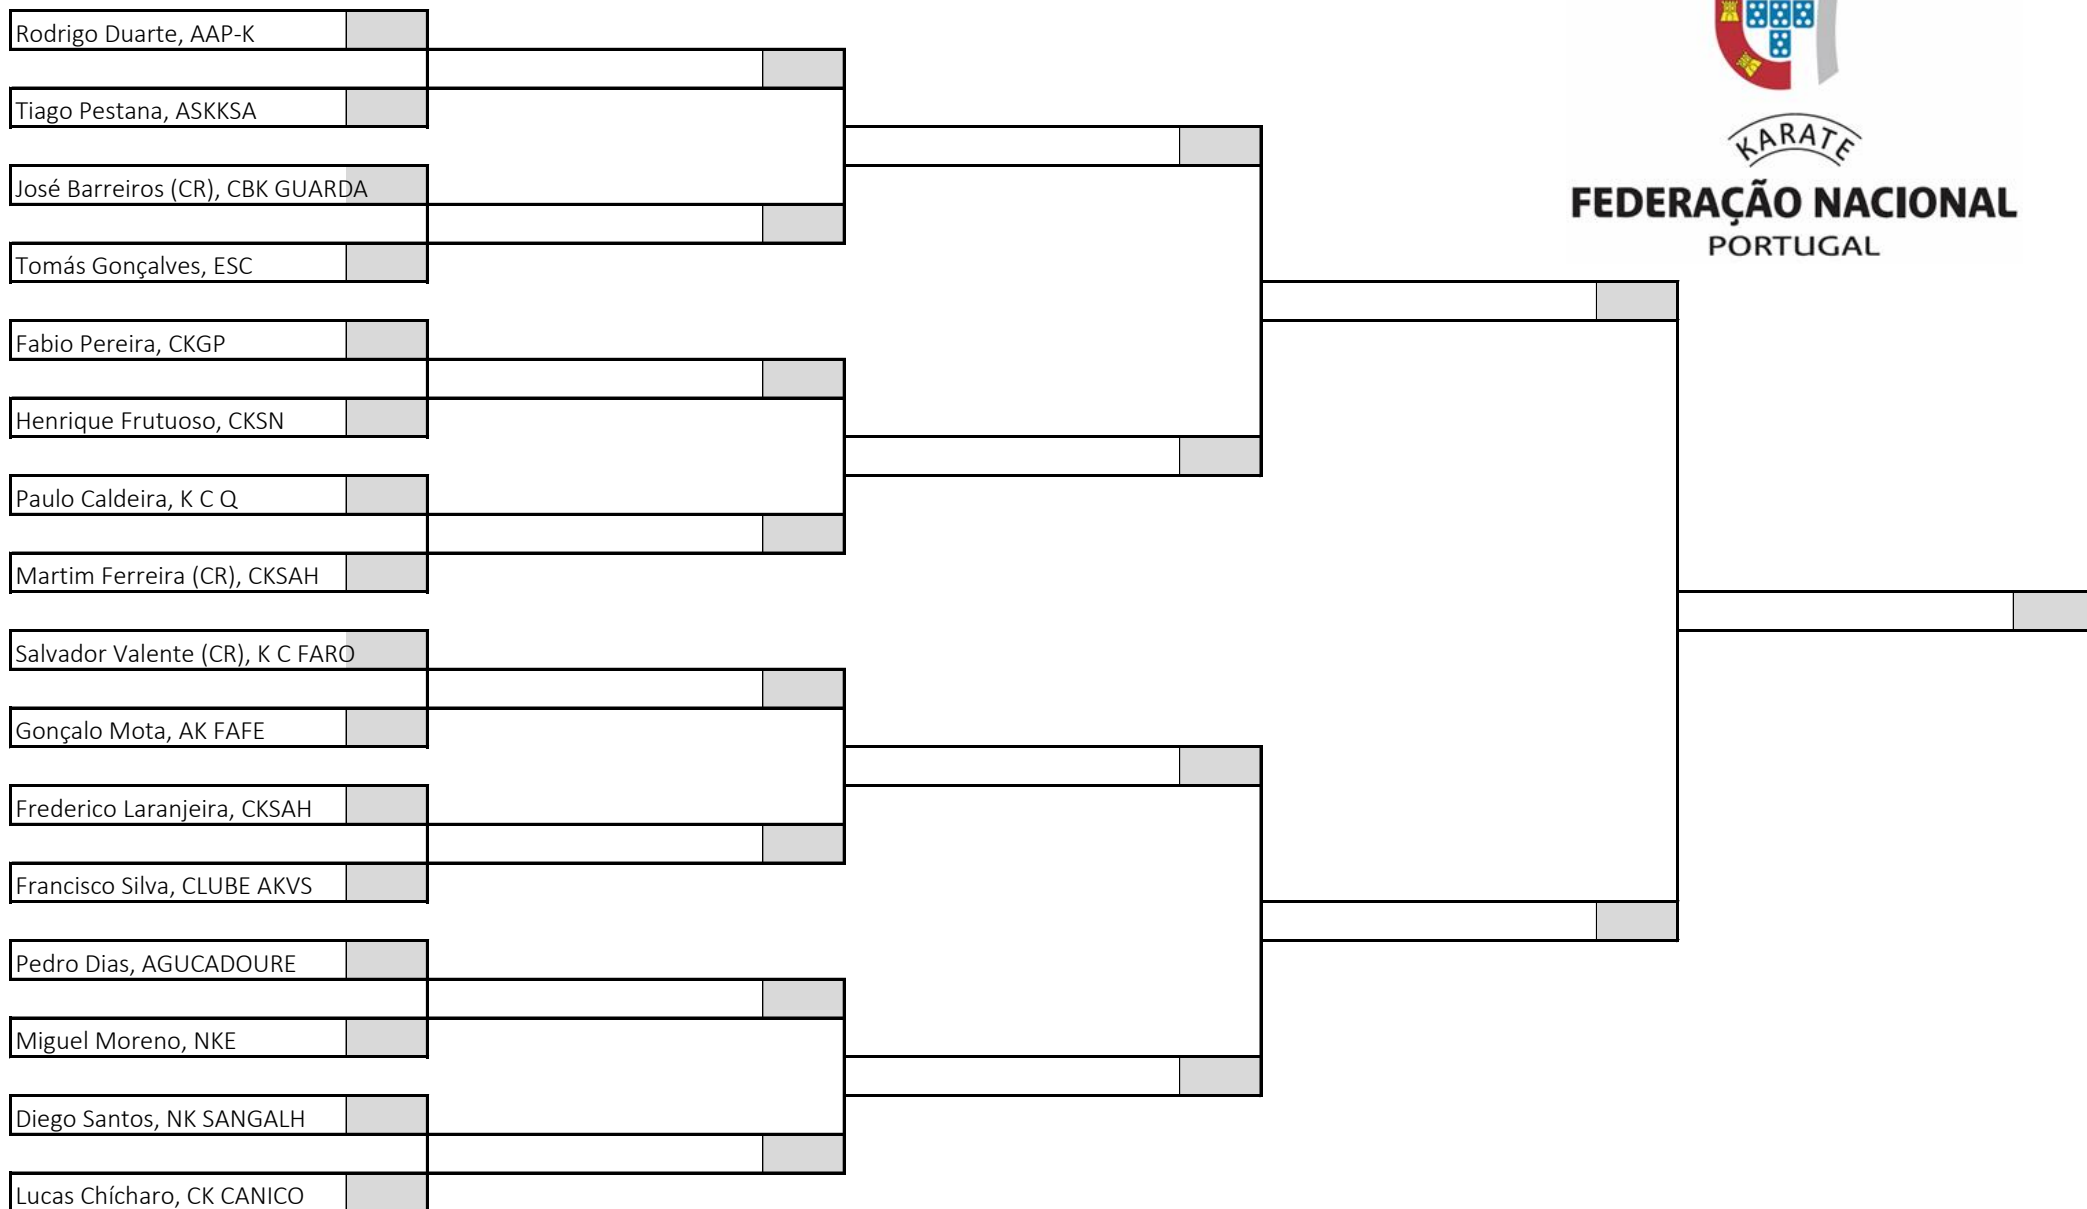 Rodrigo Duarte, AAP-K
Tiago Pestana, ASKKSA
José Barreiros (CR), CBK GUARDA
Tomás Gonçalves, ESC
Fabio Pereira, CKGP
Henrique Frutuoso, CKSN
Paulo Caldeira, K C Q
Martim Ferreira (CR), CKSAH
Salvador Valente (CR), K C FARO
Gonçalo Mota, AK FAFE
Frederico Laranjeira, CKSAH
Francisco Silva, CLUBE AKVS
Pedro Dias, AGUCADOURE
Miguel Moreno, NKE
Diego Santos, NK SANGALH
Lucas Chícharo, CK CANICO
KARATE
FEDERAÇÃO NACIONAL
PORTUGAL